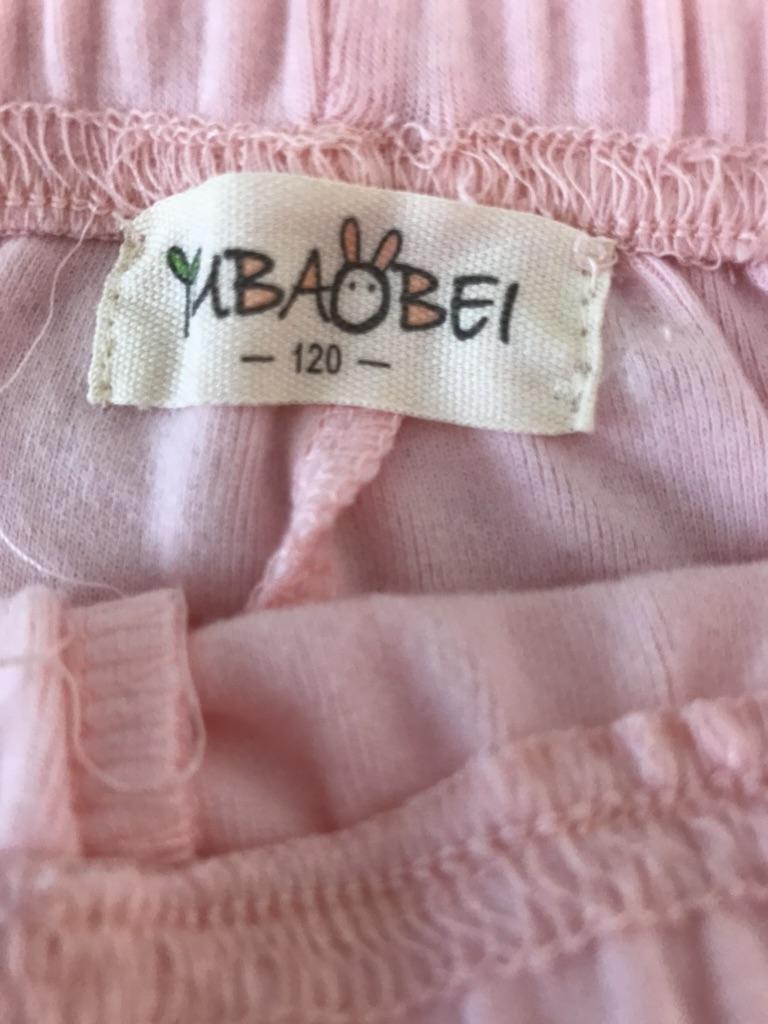 YUBAOBEI
— 120 —